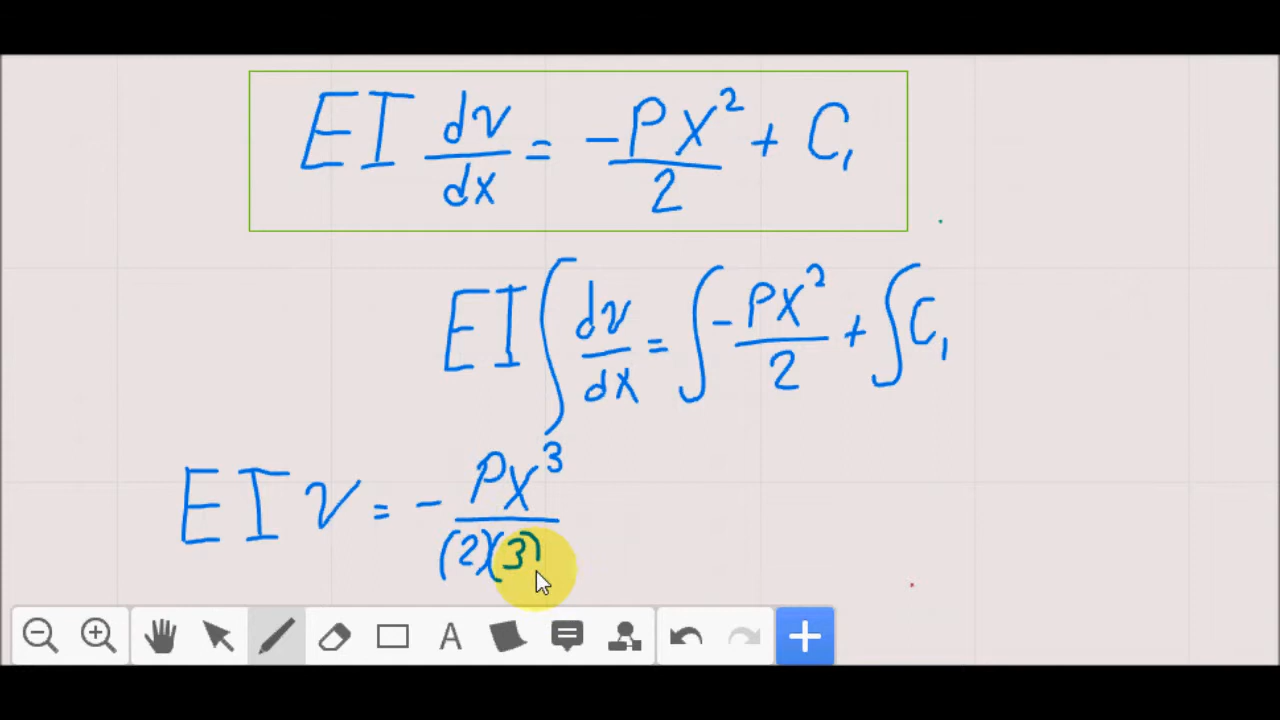 EI dv/dx = -Px²/2 + C₁
EI ∫ dv/dx = ∫ -Px²/2 + ∫ C₁
EI v = - Px³/(2)(3)
A